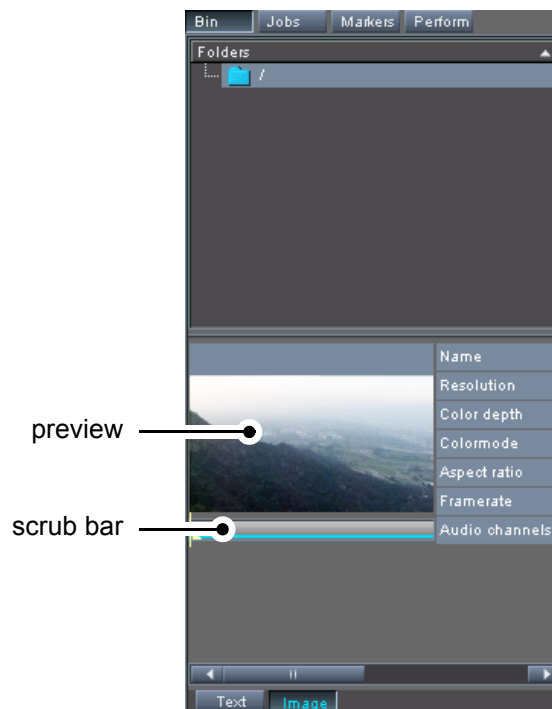 Bin Jobs Markers Perform
Folders
/
Name
Resolution
Color depth
preview
Colormode
Aspect ratio
Framerate
scrub bar
Audio channels
Text Image